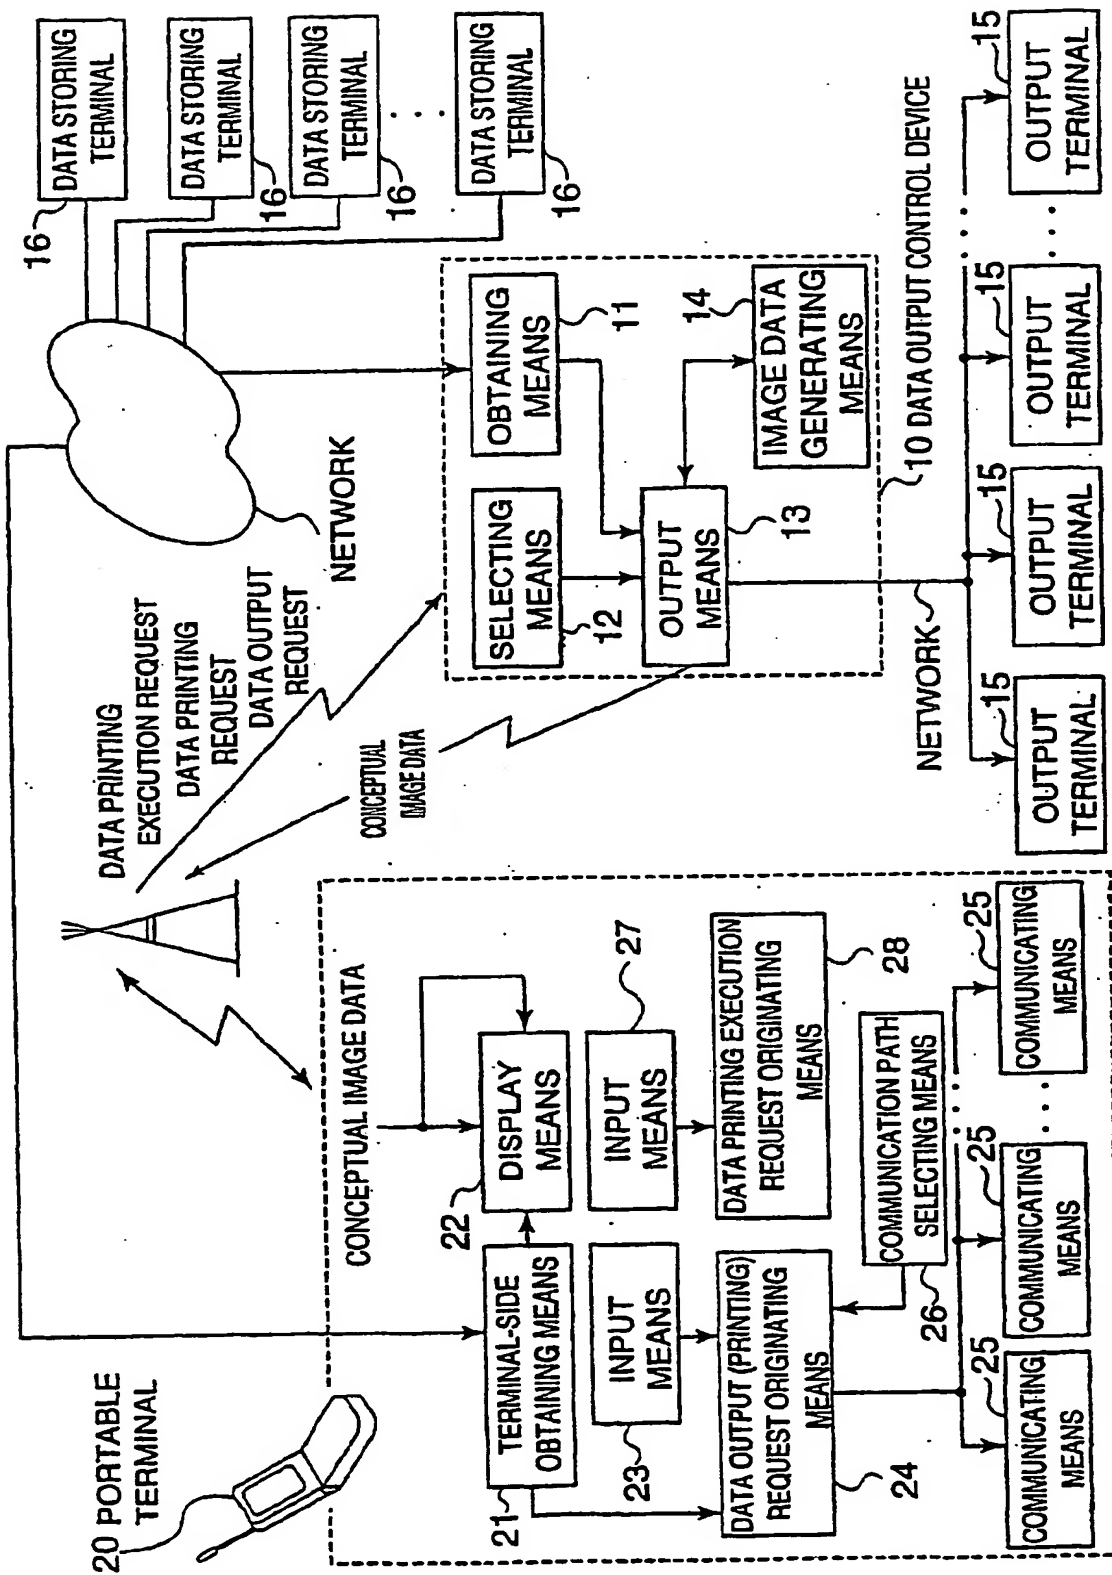 20 PORTABLE
TERMINAL
DATA PRINTING
EXECUTION REQUEST
DATA PRINTING
REQUEST
DATA OUTPUT
REQUEST
CONCEPTUAL
IMAGE DATA
NETWORK
16
DATA STORING
TERMINAL
DATA STORING
TERMINAL
16
DATA STORING
TERMINAL
16
DATA STORING
TERMINAL
16
CONCEPTUAL IMAGE DATA
TERMINAL-SIDE
OBTAINING MEANS
21
DISPLAY
MEANS
22
INPUT
MEANS
23
INPUT
MEANS
27
DATA OUTPUT (PRINTING)
REQUEST ORIGINATING
MEANS
24
DATA PRINTING EXECUTION
REQUEST ORIGINATING
MEANS
28
COMMUNICATION PATH
SELECTING MEANS
26
COMMUNICATING
MEANS
25
COMMUNICATING
MEANS
25
COMMUNICATING
MEANS
25
SELECTING
MEANS
12
OBTAINING
MEANS
11
OUTPUT
MEANS
13
14
IMAGE DATA
GENERATING
MEANS
10 DATA OUTPUT CONTROL DEVICE
NETWORK
15
OUTPUT
TERMINAL
15
OUTPUT
TERMINAL
15
OUTPUT
TERMINAL
15
OUTPUT
TERMINAL